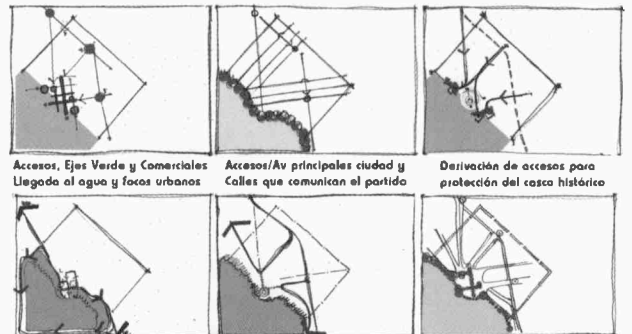 Accesos, Ejes Verde y Comerciales
Llegada al agua y focos urbanos
Accesos/Av principales ciudad y
Calles que comunican el partido
Derivación de accesos para
protección del casco histórico